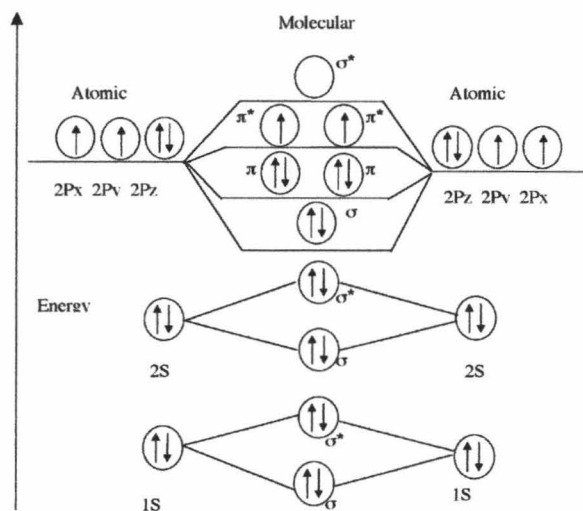 Molecular
σ*
Atomic
Atomic
π* π*
π π
2Px 2Pv 2Pz
2Pz 2Pv 2Px
σ
σ*
Energy
σ
2S
2S
σ*
σ
1S
1S